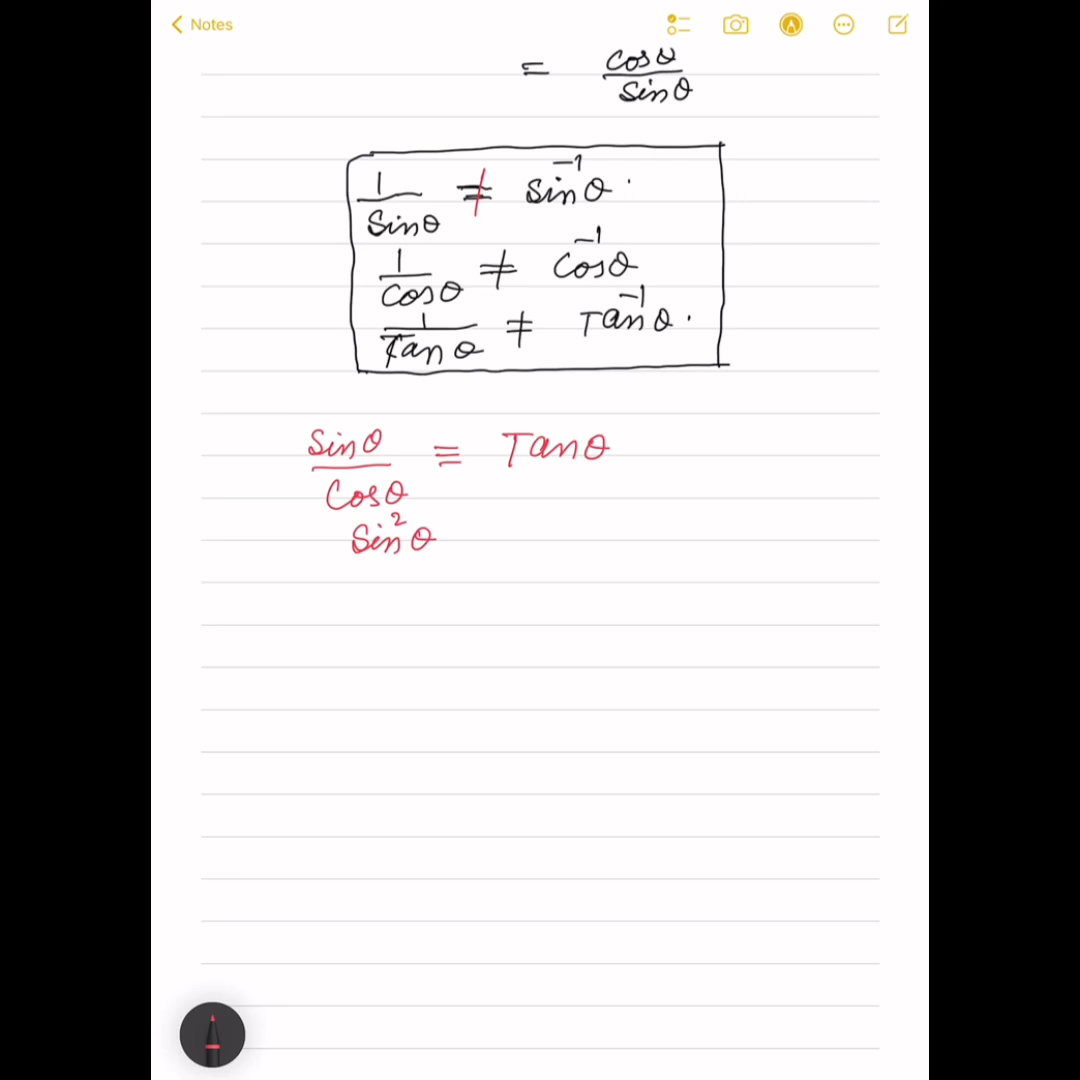 Notes
= cosθ / sinθ
1 / sinθ ≠ sin⁻¹θ.
1 / cosθ ≠ cos⁻¹θ
1 / Tanθ ≠ Tan⁻¹θ.
sinθ / cosθ ≡ Tanθ
sin²θ